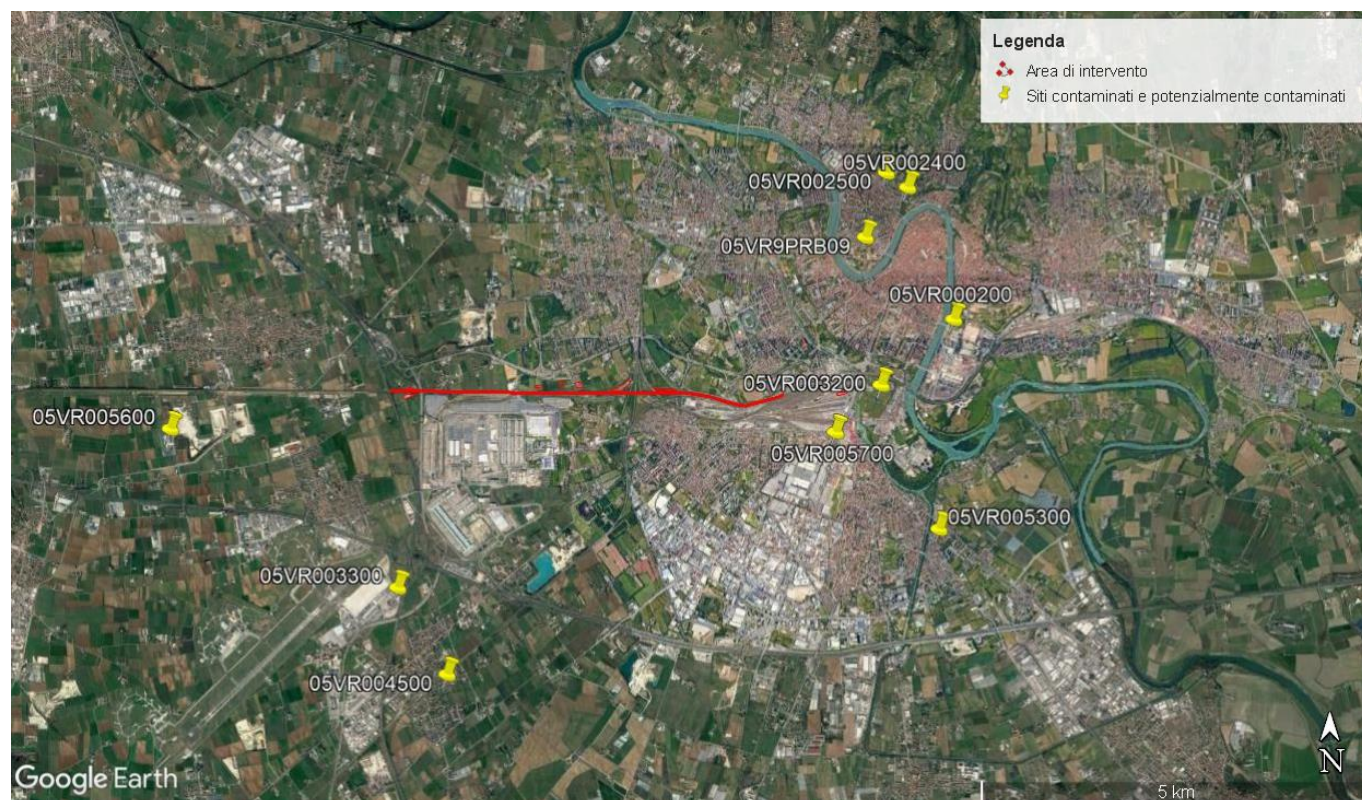 Legenda
Area di intervento
Siti contaminati e potenzialmente contaminati
05VR002400
05VR002500
05VR9PRB09
05VR000200
05VR003200
05VR005600
05VR005700
05VR005300
05VR003300
05VR004500
Google Earth
N
5 km